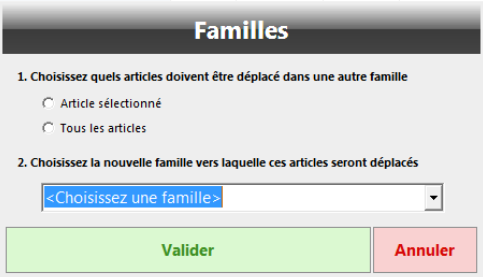 Familles
1. Choisissez quels articles doivent être déplacé dans une autre famille
Article sélectionné
Tous les articles
2. Choisissez la nouvelle famille vers laquelle ces articles seront déplacés
<Choisissez une famille>
Valider
Annuler